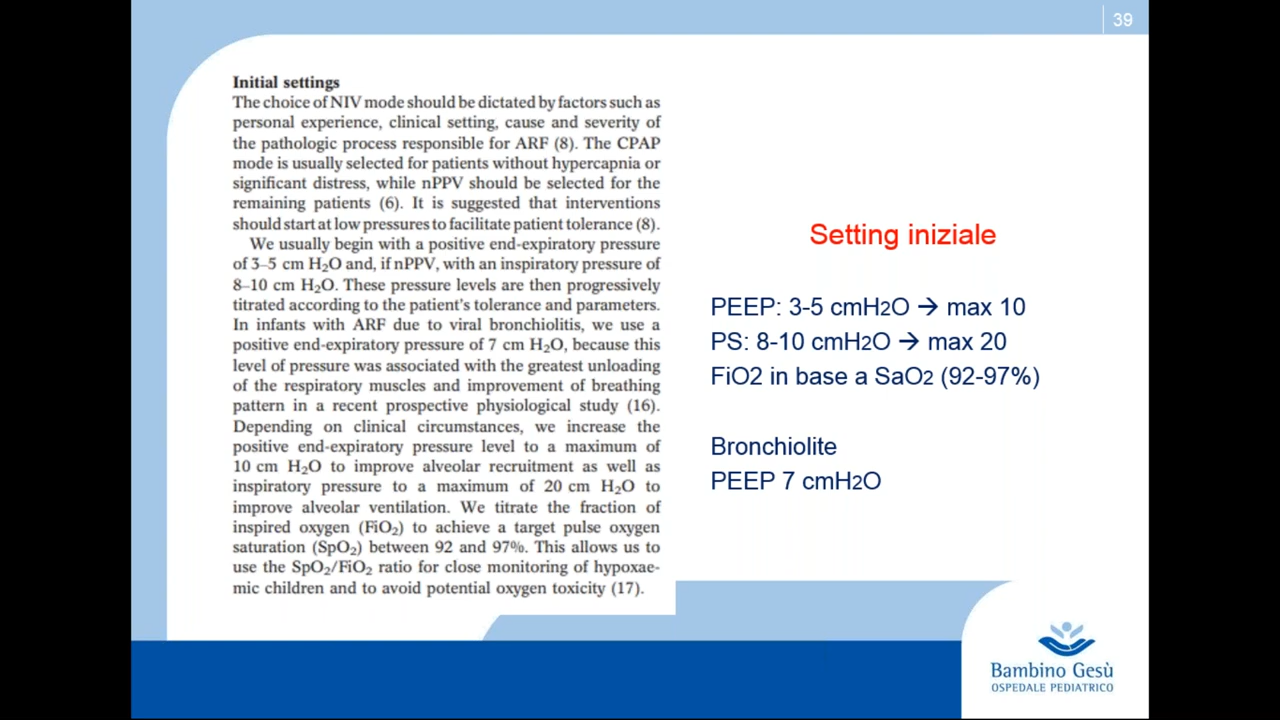 39
Initial settings
The choice of NIV mode should be dictated by factors such as
personal experience, clinical setting, cause and severity of
the pathologic process responsible for ARF (8). The CPAP
mode is usually selected for patients without hypercapnia or
significant distress, while nPPV should be selected for the
remaining patients (6). It is suggested that interventions
should start at low pressures to facilitate patient tolerance (8).
We usually begin with a positive end-expiratory pressure
of 3–5 cm H₂O and, if nPPV, with an inspiratory pressure of
8–10 cm H₂O. These pressure levels are then progressively
titrated according to the patient's tolerance and parameters.
In infants with ARF due to viral bronchiolitis, we use a
positive end-expiratory pressure of 7 cm H₂O, because this
level of pressure was associated with the greatest unloading
of the respiratory muscles and improvement of breathing
pattern in a recent prospective physiological study (16).
Depending on clinical circumstances, we increase the
positive end-expiratory pressure level to a maximum of
10 cm H₂O to improve alveolar recruitment as well as
inspiratory pressure to a maximum of 20 cm H₂O to
improve alveolar ventilation. We titrate the fraction of
inspired oxygen (FiO₂) to achieve a target pulse oxygen
saturation (SpO₂) between 92 and 97%. This allows us to
use the SpO₂/FiO₂ ratio for close monitoring of hypoxae-
mic children and to avoid potential oxygen toxicity (17).
Setting iniziale
PEEP: 3-5 cmH2O → max 10
PS: 8-10 cmH2O → max 20
FiO2 in base a SaO2 (92-97%)
Bronchiolite
PEEP 7 cmH2O
Bambino Gesù
OSPEDALE PEDIATRICO